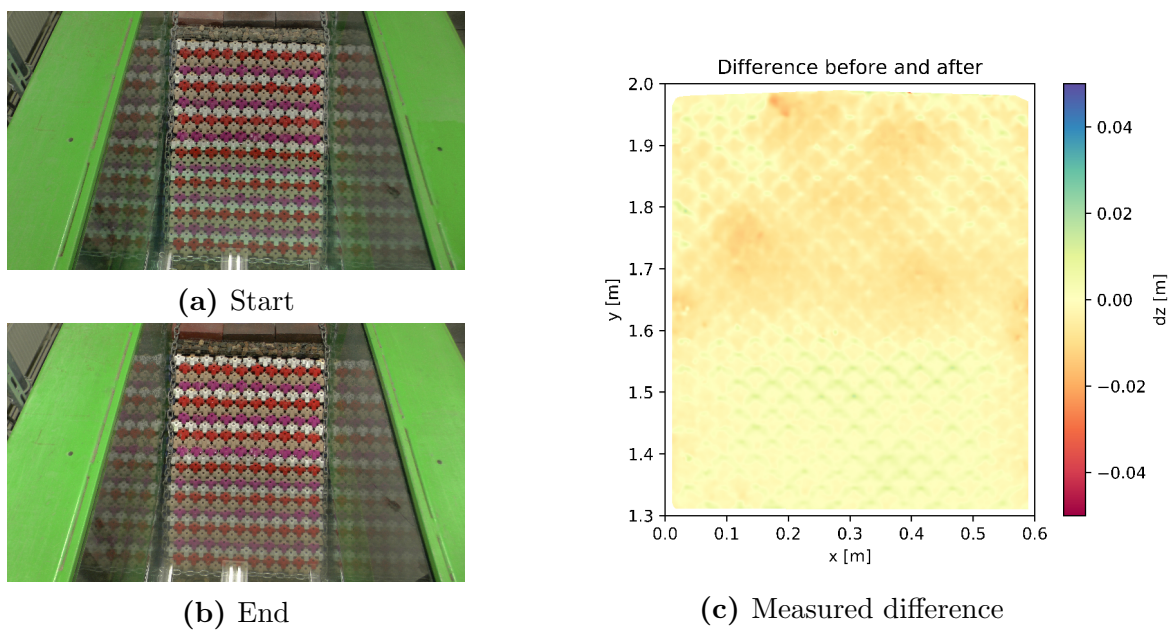 (a) Start
(b) End
Difference before and after
2.0
1.9
1.8
1.7
1.6
1.5
1.4
1.3
y [m]
0.0 0.1 0.2 0.3 0.4 0.5 0.6
x [m]
0.04
0.02
0.00
−0.02
−0.04
dz [m]
(c) Measured difference